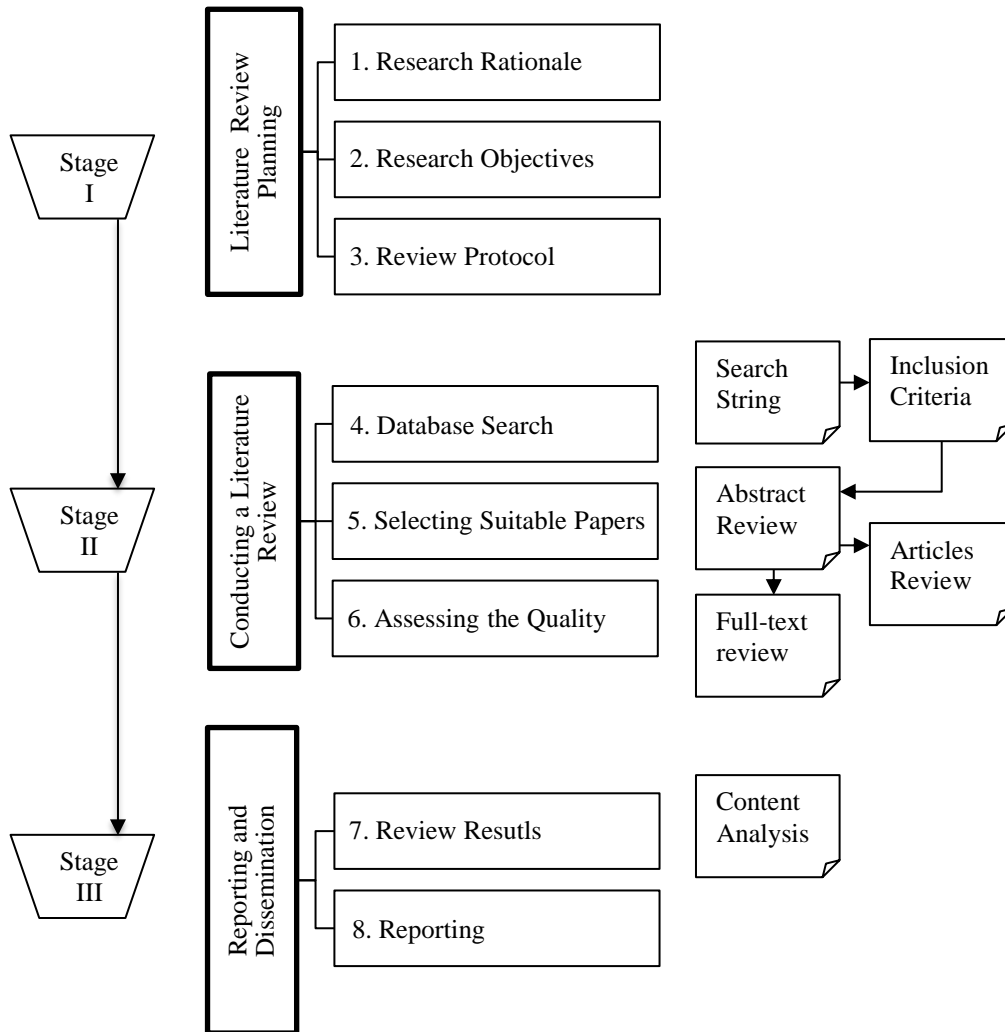 Stage
I
Literature Review
Planning
1. Research Rationale
2. Research Objectives
3. Review Protocol
Stage
II
Conducting a Literature
Review
4. Database Search
5. Selecting Suitable Papers
6. Assessing the Quality
Search
String
Inclusion
Criteria
Abstract
Review
Articles
Review
Full-text
review
Stage
III
Reporting and
Dissemination
7. Review Resutls
8. Reporting
Content
Analysis